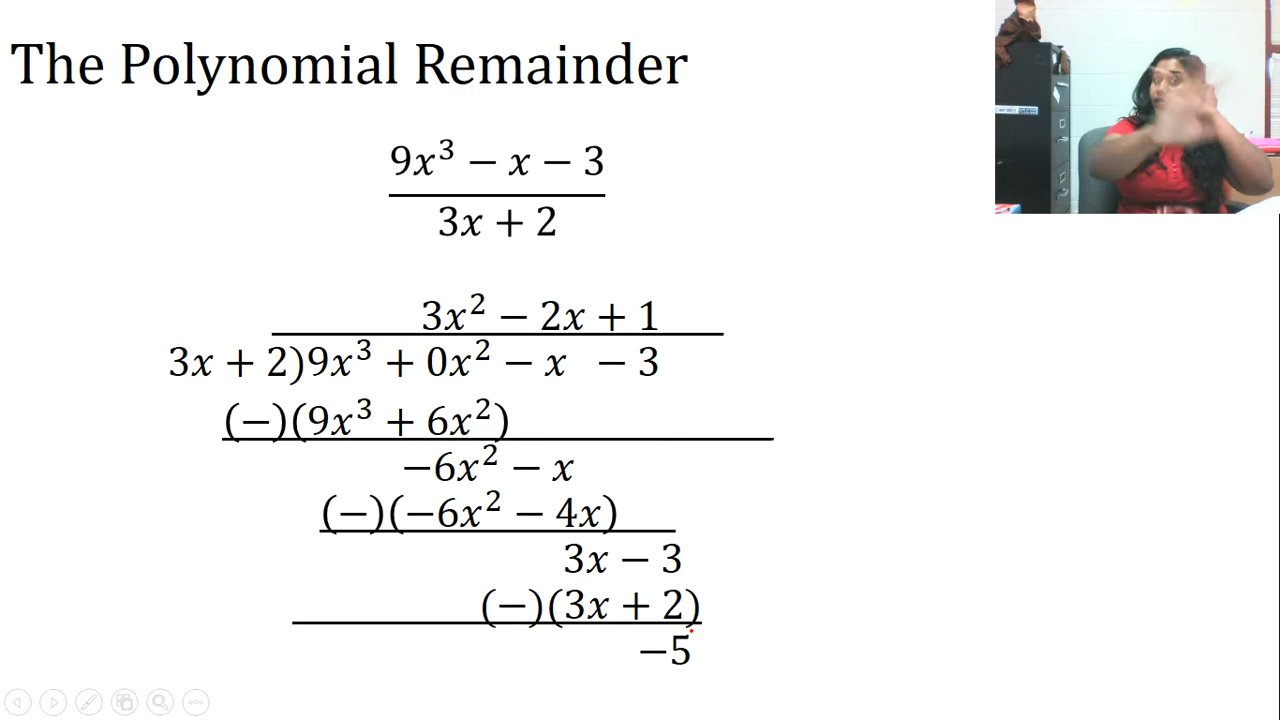 The Polynomial Remainder
9x³ − x − 3
3x + 2
3x² − 2x + 1
3x + 2)9x³ + 0x² − x − 3
(−)(9x³ + 6x²)
−6x² − x
(−)(−6x² − 4x)
3x − 3
(−)(3x + 2)
−5